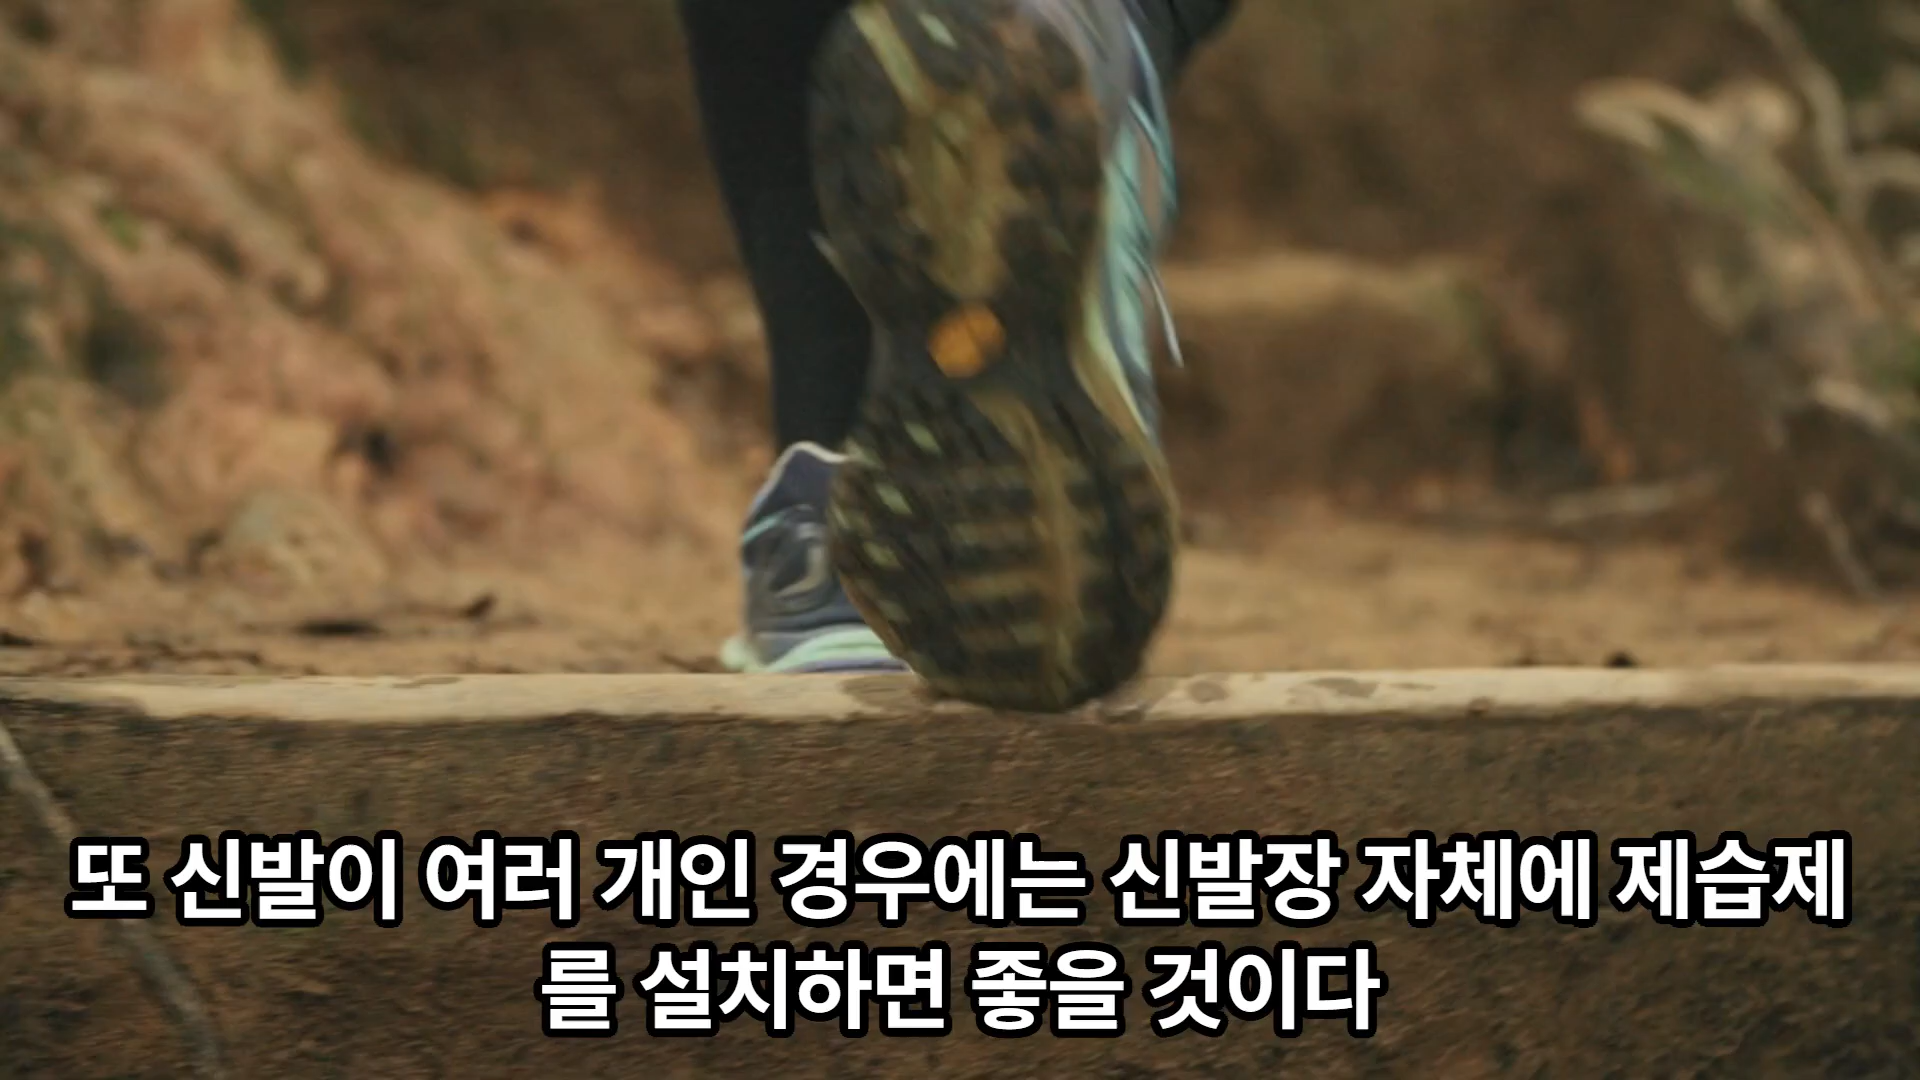 또 신발이 여러 개인 경우에는 신발장 자체에 제습제
를 설치하면 좋을 것이다